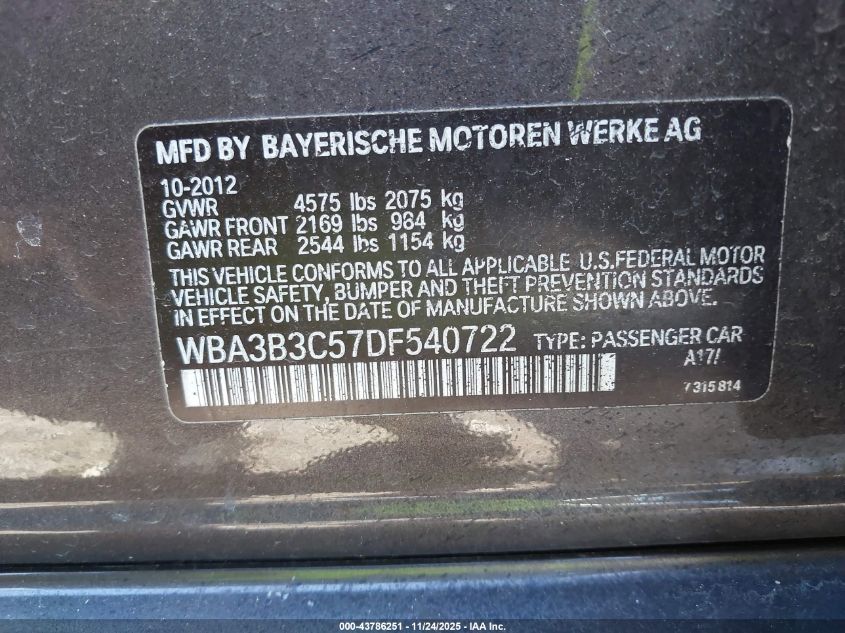 MFD BY BAYERISCHE MOTOREN WERKE AG
10-2012
GVWR 4575 lbs 2075 kg
GAWR FRONT 2169 lbs 984 kg
GAWR REAR 2544 lbs 1154 kg
THIS VEHICLE CONFORMS TO ALL APPLICABLE U.S.FEDERAL MOTOR
VEHICLE SAFETY, BUMPER AND THEFT PREVENTION STANDARDS
IN EFFECT ON THE DATE OF MANUFACTURE SHOWN ABOVE.
WBA3B3C57DF540722 TYPE: PASSENGER CAR
A17/
7315814
000-43786251 - 11/24/2025 - IAA Inc.